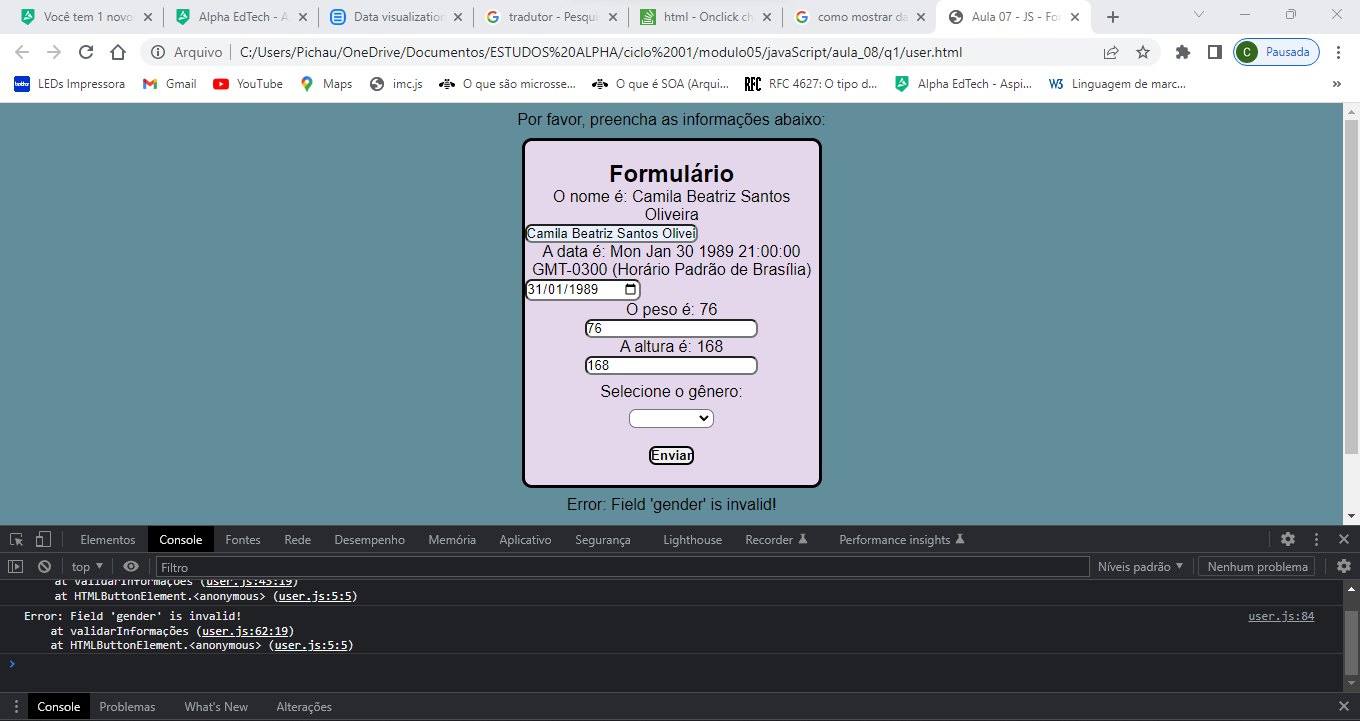 Você tem 1 novo
Alpha EdTech - A
Data visualization
tradutor - Pesqui
html - Onclick ch
como mostrar da
Aula 07 - JS - For
Arquivo
C:/Users/Pichau/OneDrive/Documentos/ESTUDOS%20ALPHA/ciclo%2001/modulo05/javaScript/aula_08/q1/user.html
C
Pausada
LEDs Impressora
Gmail
YouTube
Maps
imc.js
O que são microsse...
O que é SOA (Arqui...
RFC 4627: O tipo d...
Alpha EdTech - Aspi...
Linguagem de marc...
Por favor, preencha as informações abaixo:
Formulário
O nome é: Camila Beatriz Santos
Oliveira
Camila Beatriz Santos Olivei
A data é: Mon Jan 30 1989 21:00:00
GMT-0300 (Horário Padrão de Brasília)
31/01/1989
O peso é: 76
76
A altura é: 168
168
Selecione o gênero:
Enviar
Error: Field 'gender' is invalid!
Elementos
Console
Fontes
Rede
Desempenho
Memória
Aplicativo
Segurança
Lighthouse
Recorder
Performance insights
top
Filtro
Níveis padrão
Nenhum problema
at validarInformações (user.js:45:19)
at HTMLButtonElement.<anonymous> (user.js:5:5)
Error: Field 'gender' is invalid!
user.js:84
at validarInformações (user.js:62:19)
at HTMLButtonElement.<anonymous> (user.js:5:5)
Console
Problemas
What's New
Alterações